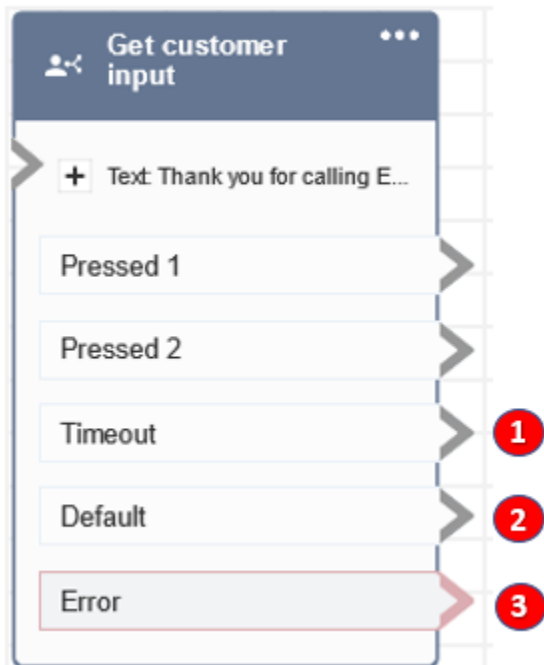 Get customer
input
Text: Thank you for calling E...
Pressed 1
Pressed 2
Timeout
1
Default
2
Error
3